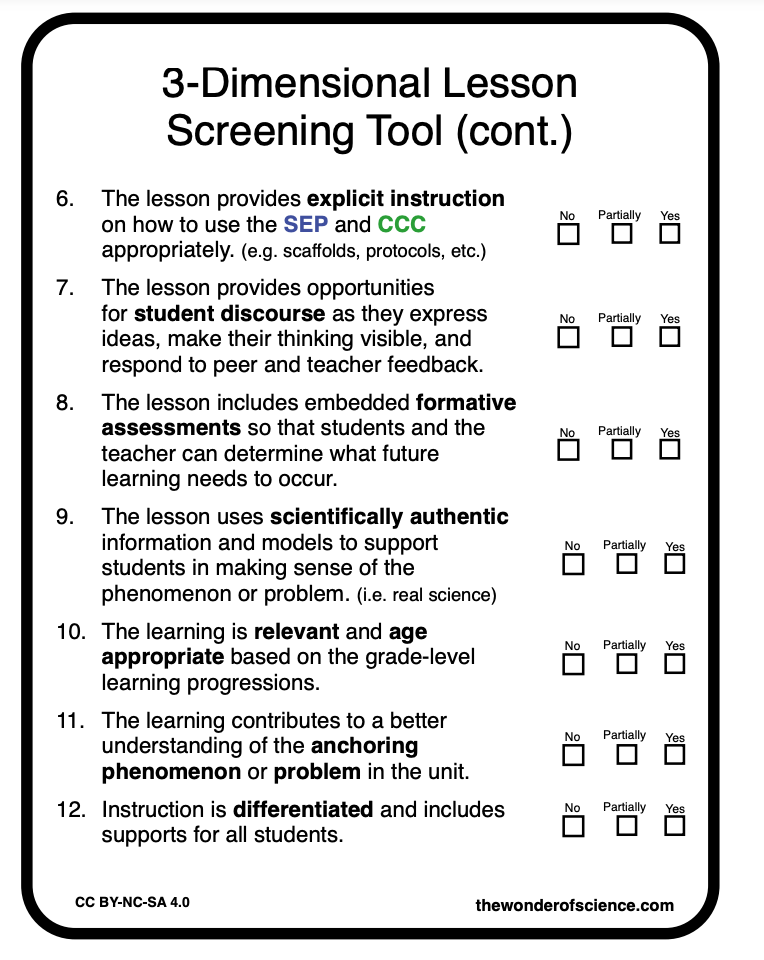 3-Dimensional Lesson
Screening Tool (cont.)
6. The lesson provides explicit instruction
on how to use the SEP and CCC
appropriately. (e.g. scaffolds, protocols, etc.)
No Partially Yes
7. The lesson provides opportunities
for student discourse as they express
ideas, make their thinking visible, and
respond to peer and teacher feedback.
No Partially Yes
8. The lesson includes embedded formative
assessments so that students and the
teacher can determine what future
learning needs to occur.
No Partially Yes
9. The lesson uses scientifically authentic
information and models to support
students in making sense of the
phenomenon or problem. (i.e. real science)
No Partially Yes
10. The learning is relevant and age
appropriate based on the grade-level
learning progressions.
No Partially Yes
11. The learning contributes to a better
understanding of the anchoring
phenomenon or problem in the unit.
No Partially Yes
12. Instruction is differentiated and includes
supports for all students.
No Partially Yes
CC BY-NC-SA 4.0
thewonderofscience.com